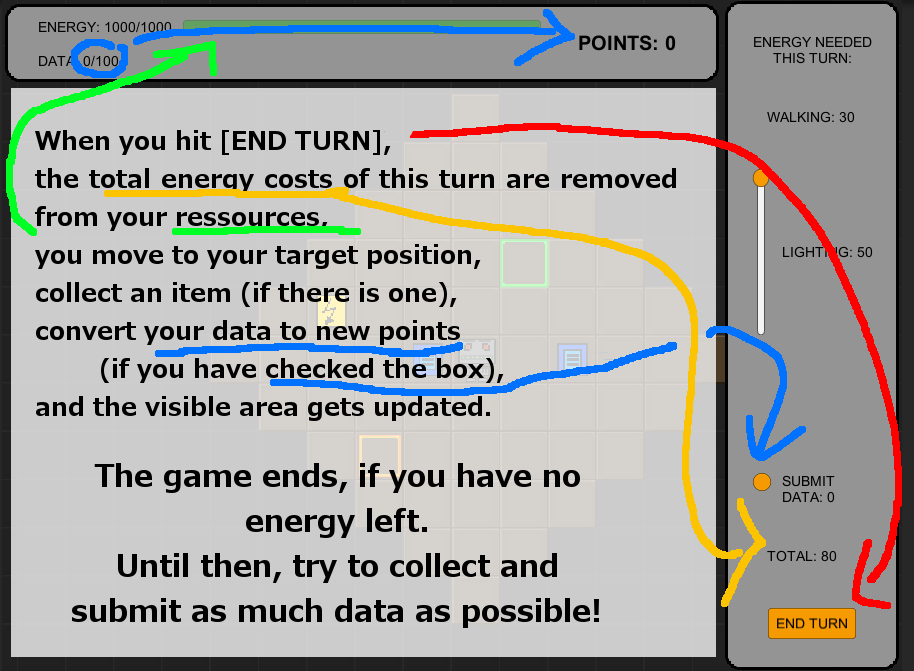 ENERGY: 1000/1000
DATA: 0/100
POINTS: 0
When you hit [END TURN],
the total energy costs of this turn are removed
from your ressources,
you move to your target position,
collect an item (if there is one),
convert your data to new points
(if you have checked the box),
and the visible area gets updated.
The game ends, if you have no
energy left.
Until then, try to collect and
submit as much data as possible!
ENERGY NEEDED
THIS TURN:
WALKING: 30
LIGHTING: 50
SUBMIT
DATA: 0
TOTAL: 80
END TURN